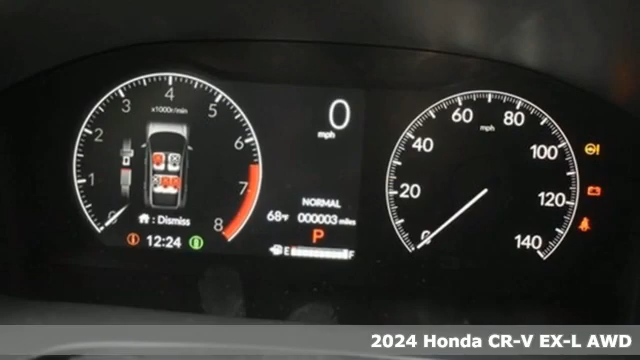 0 1 2 3 4 5 6 7 8
x1000r/min
: Dismiss
12:24
0
mph
NORMAL
68°F 000003 miles
P
E F
0 20 40 60 80 100 120 140
mph
2024 Honda CR-V EX-L AWD